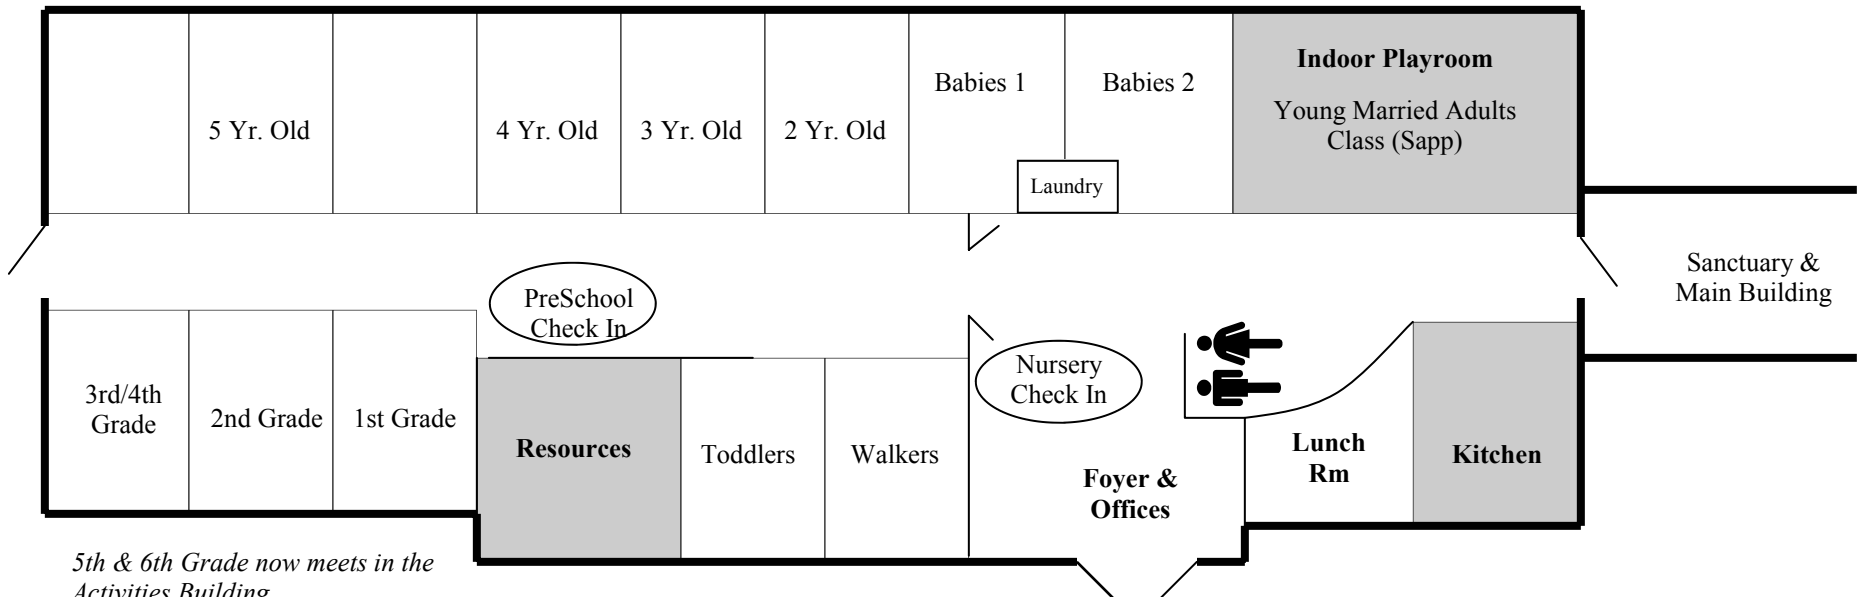 Indoor Playroom
Young Married Adults
Class (Sapp)
Babies 1
Babies 2
5 Yr. Old
4 Yr. Old
3 Yr. Old
2 Yr. Old
Laundry
Sanctuary &
Main Building
PreSchool
Check In
Nursery
Check In
3rd/4th
Grade
2nd Grade
1st Grade
Resources
Toddlers
Walkers
Foyer &
Offices
Lunch
Rm
Kitchen
5th & 6th Grade now meets in the
Activities Building